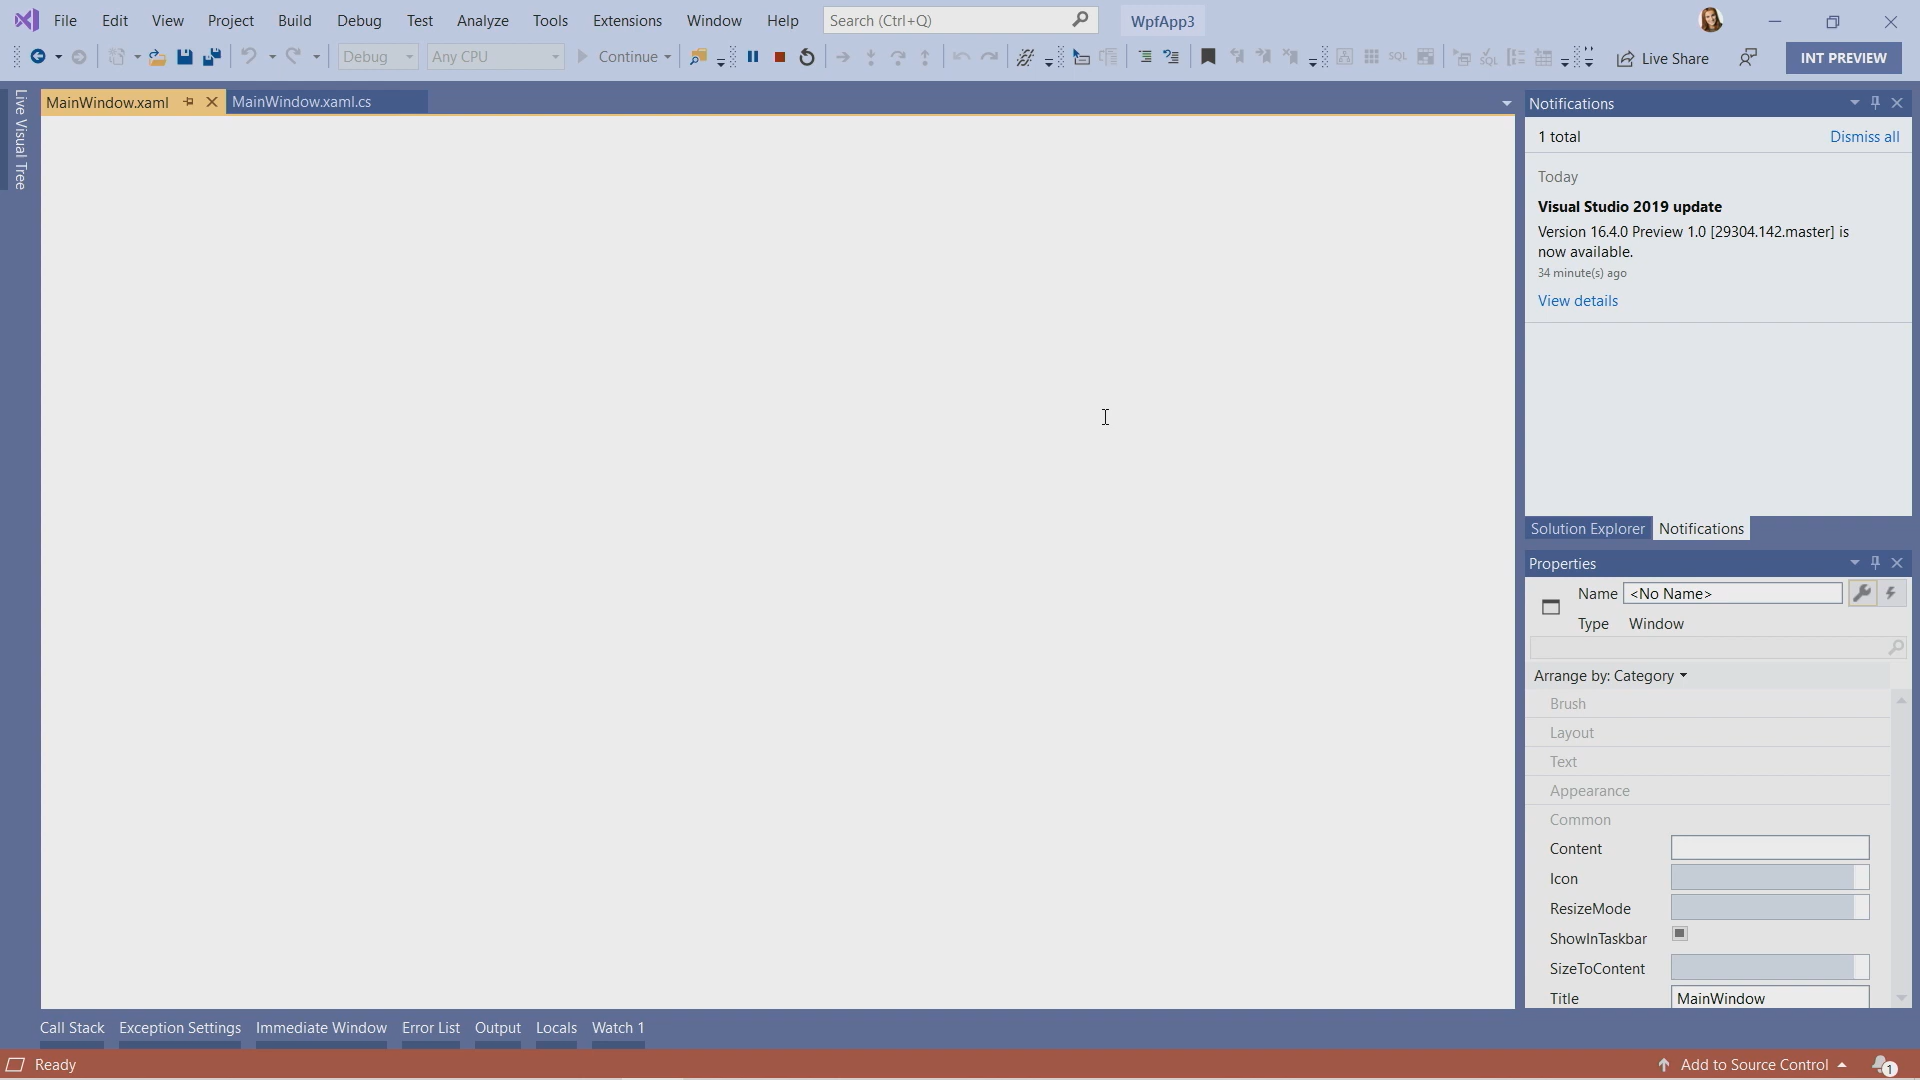 File Edit View Project Build Debug Test Analyze Tools Extensions Window Help Search (Ctrl+Q) WpfApp3
Debug Any CPU Continue SQL SQL Live Share INT PREVIEW
Live Visual Tree
MainWindow.xaml MainWindow.xaml.cs
Notifications
1 total Dismiss all
Today
Visual Studio 2019 update
Version 16.4.0 Preview 1.0 [29304.142.master] is
now available.
34 minute(s) ago
View details
Solution Explorer Notifications
Properties
Name <No Name>
Type Window
Arrange by: Category
Brush
Layout
Text
Appearance
Common
Content
Icon
ResizeMode
ShowInTaskbar
SizeToContent
Title MainWindow
Call Stack Exception Settings Immediate Window Error List Output Locals Watch 1
Ready Add to Source Control 1